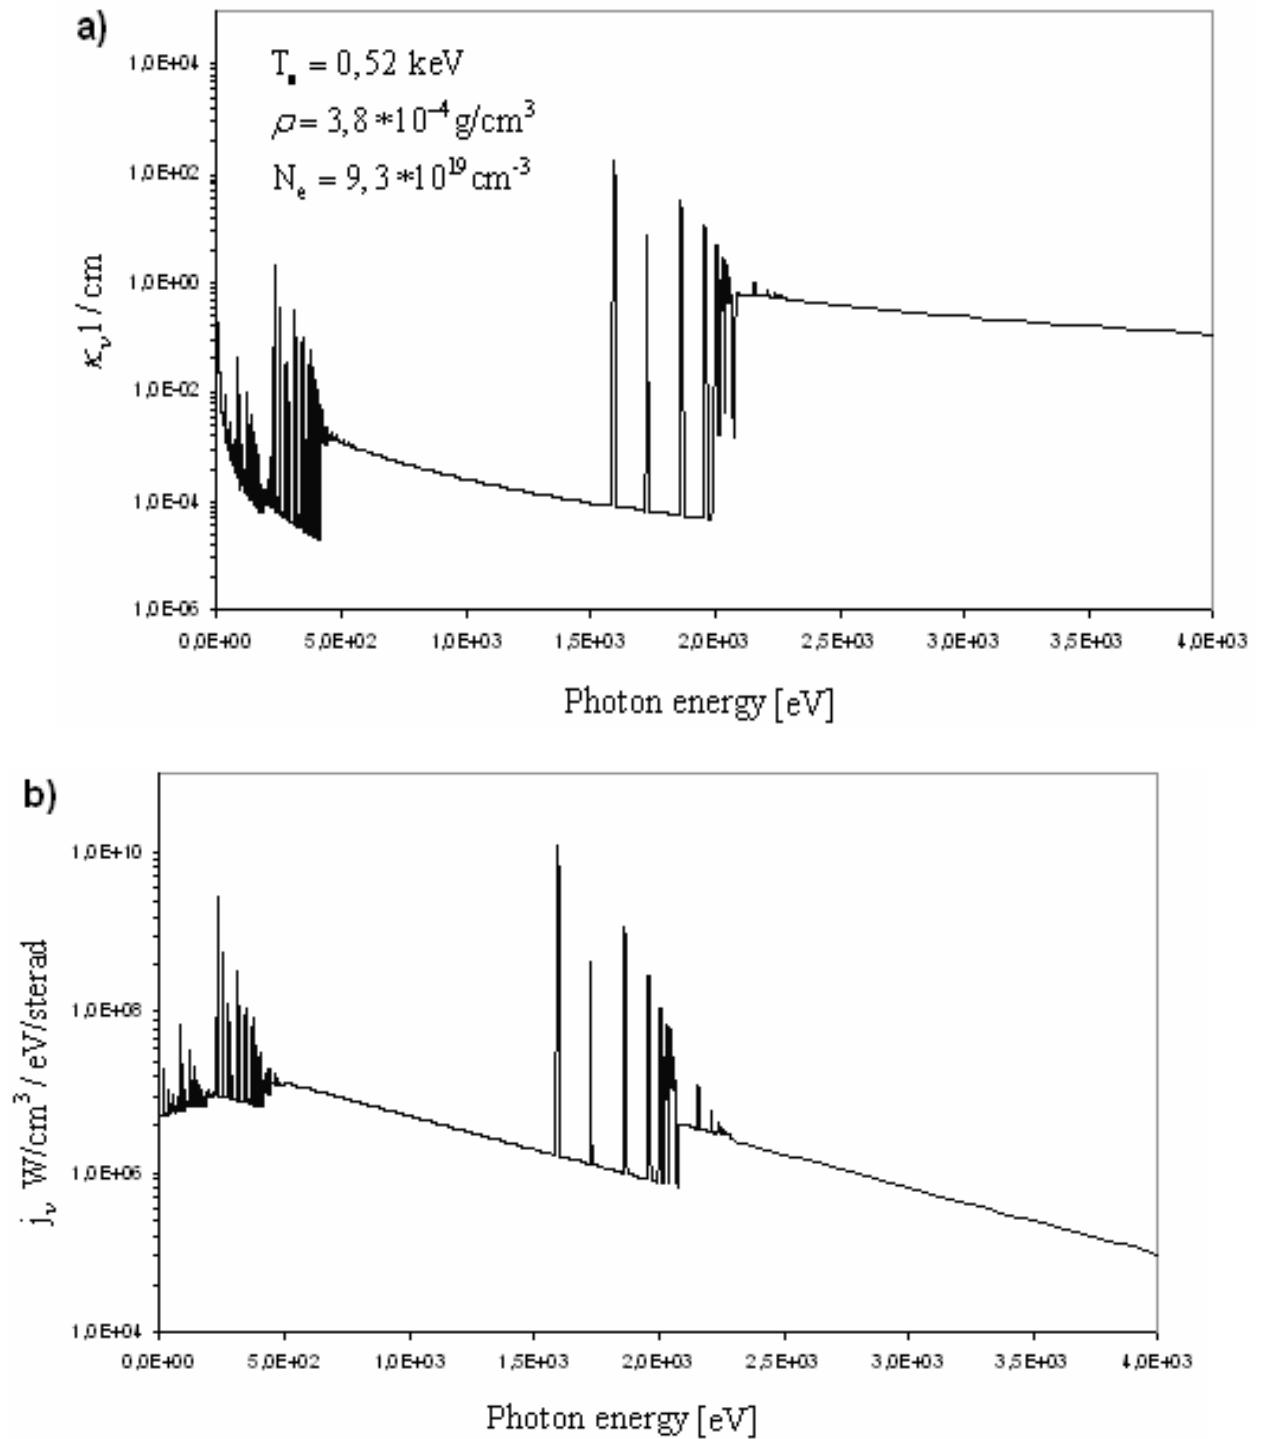 a)
T_e = 0,52 keV
ρ = 3,8*10^-4 g/cm^3
N_e = 9,3*10^19 cm^-3
1,0E+04
1,0E+02
1,0E+00
1,0E-02
1,0E-04
1,0E-06
κ_ν 1 / cm
0,0E+00 5,0E+02 1,0E+03 1,5E+03 2,0E+03 2,5E+03 3,0E+03 3,5E+03 4,0E+03
Photon energy [eV]
b)
1,0E+10
1,0E+08
1,0E+06
1,0E+04
j_ν W/cm^3 / eV/sterad
0,0E+00 5,0E+02 1,0E+03 1,5E+03 2,0E+03 2,5E+03 3,0E+03 3,5E+03 4,0E+03
Photon energy [eV]